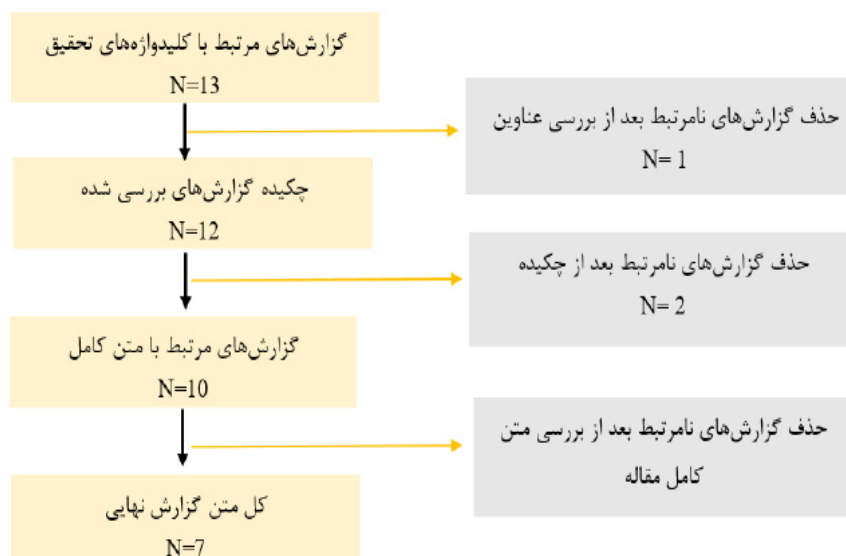 گزارش‌های مرتبط با کلیدواژه‌های تحقیق
N=13
حذف گزارش‌های نامرتبط بعد از بررسی عناوین
N= 1
چکیده گزارش‌های بررسی شده
N=12
حذف گزارش‌های نامرتبط بعد از چکیده
N= 2
گزارش‌های مرتبط با متن کامل
N=10
حذف گزارش‌های نامرتبط بعد از بررسی متن
کامل مقاله
کل متن گزارش نهایی
N=7